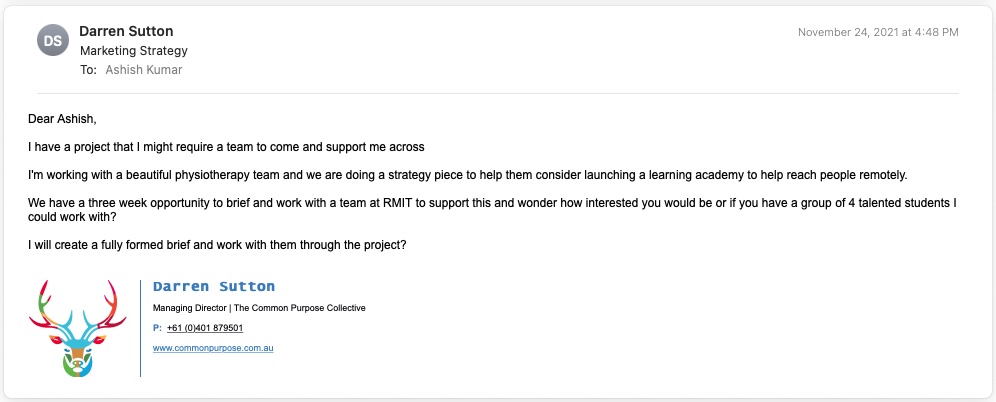 DS
Darren Sutton
November 24, 2021 at 4:48 PM
Marketing Strategy
To: Ashish Kumar
Dear Ashish,
I have a project that I might require a team to come and support me across
I'm working with a beautiful physiotherapy team and we are doing a strategy piece to help them consider launching a learning academy to help reach people remotely.
We have a three week opportunity to brief and work with a team at RMIT to support this and wonder how interested you would be or if you have a group of 4 talented students I
could work with?
I will create a fully formed brief and work with them through the project?
Darren Sutton
Managing Director | The Common Purpose Collective
P: +61 (0)401 879501
www.commonpurpose.com.au